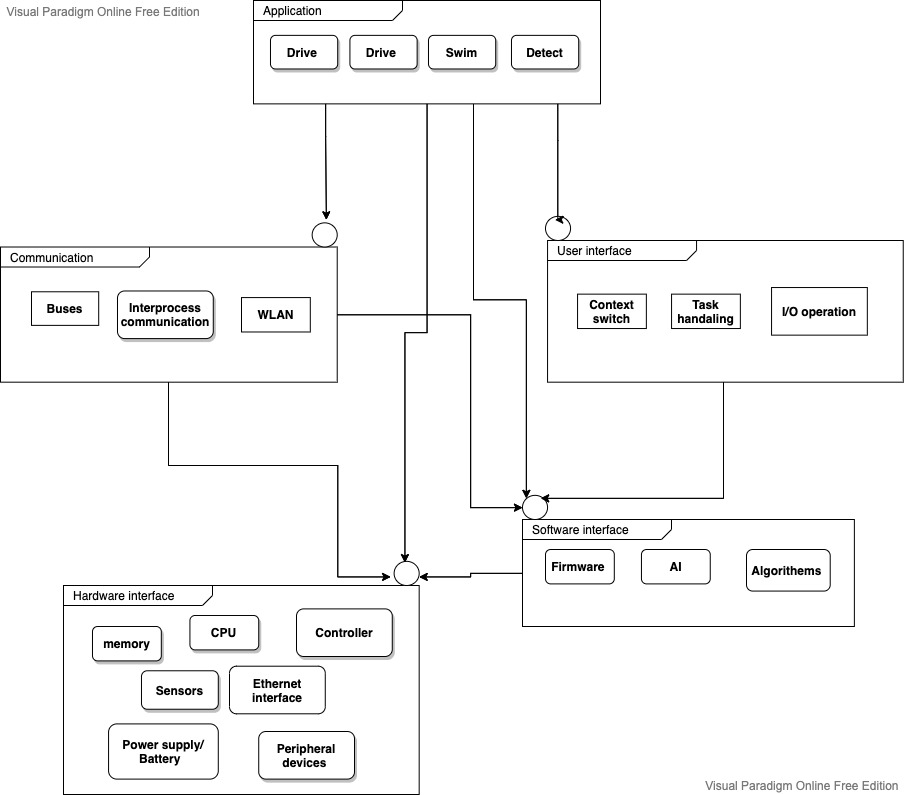 Visual Paradigm Online Free Edition
Application
Drive
Drive
Swim
Detect
Communication
Buses
Interprocess
communication
WLAN
User interface
Context
switch
Task
handaling
I/O operation
Software interface
Firmware
AI
Algorithems
Hardware interface
memory
CPU
Controller
Sensors
Ethernet
interface
Power supply/
Battery
Peripheral
devices
Visual Paradigm Online Free Edition